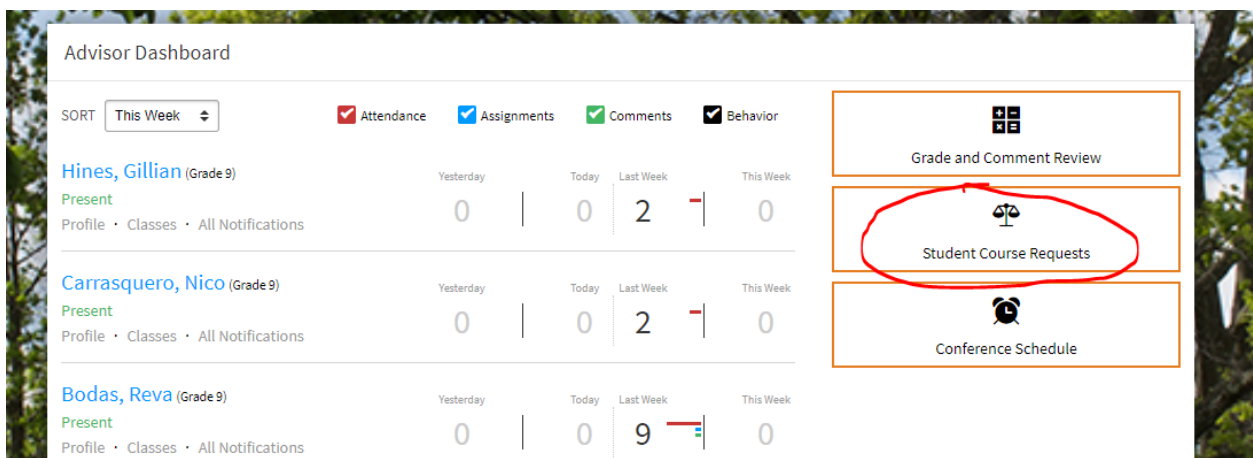 Advisor Dashboard
SORT This Week
Attendance Assignments Comments Behavior
Hines, Gillian (Grade 9)
Present
Profile · Classes · All Notifications
Yesterday Today Last Week This Week
0 0 2 0
Carrasquero, Nico (Grade 9)
Present
Profile · Classes · All Notifications
Yesterday Today Last Week This Week
0 0 2 0
Bodas, Reva (Grade 9)
Present
Profile · Classes · All Notifications
Yesterday Today Last Week This Week
0 0 9 0
Grade and Comment Review
Student Course Requests
Conference Schedule